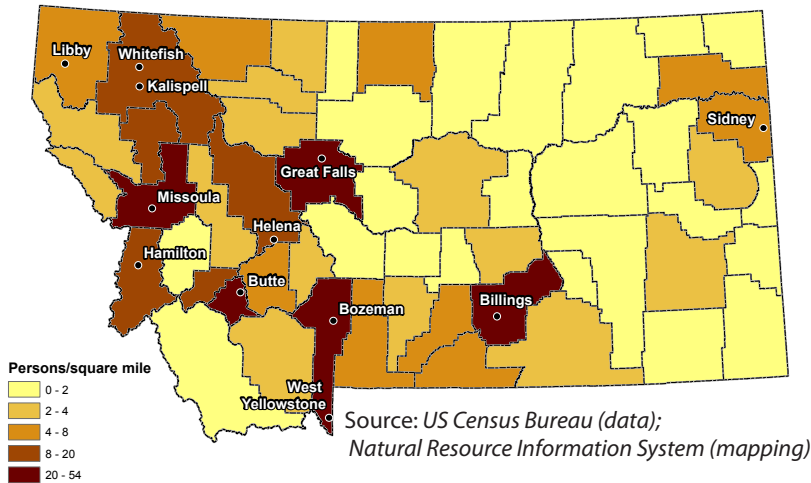 Libby
Whitefish
Kalispell
Sidney
Great Falls
Missoula
Helena
Hamilton
Butte
Billings
Bozeman
West
Yellowstone
Persons/square mile
0 - 2
2 - 4
4 - 8
8 - 20
20 - 54
Source: US Census Bureau (data);
Natural Resource Information System (mapping)